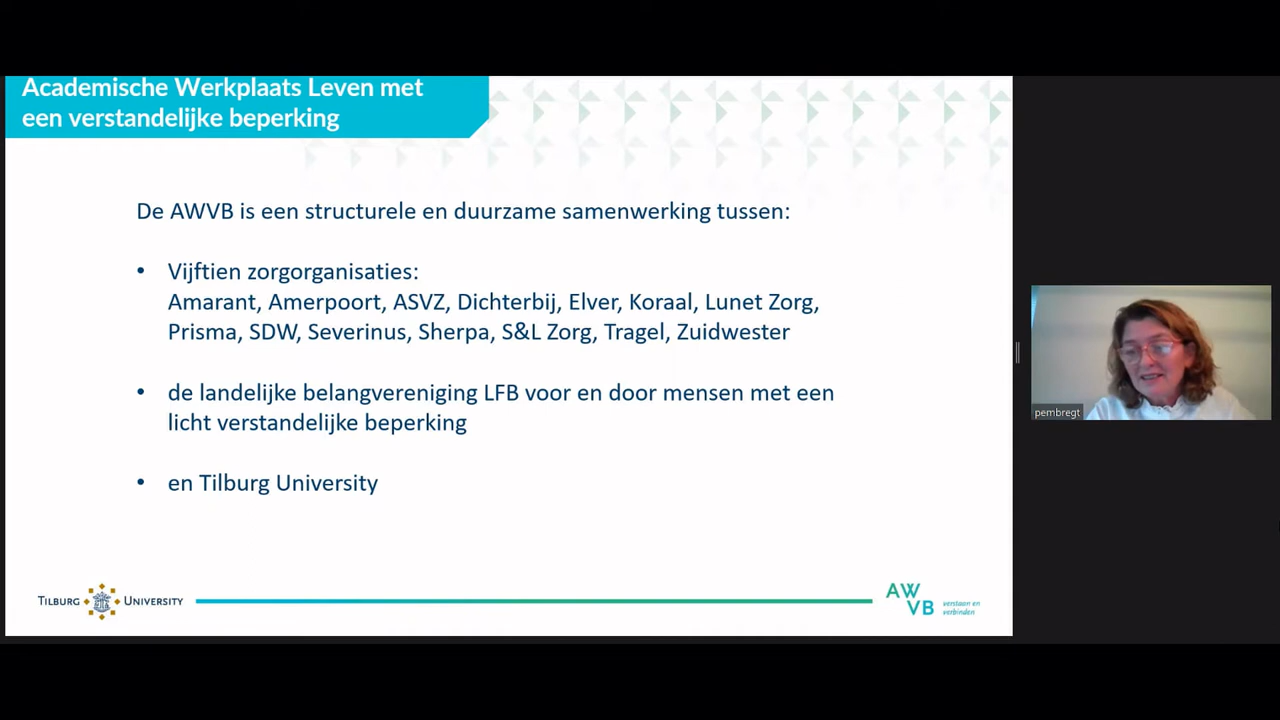 Academische Werkplaats Leven met
een verstandelijke beperking
De AWVB is een structurele en duurzame samenwerking tussen:
• Vijftien zorgorganisaties:
Amarant, Amerpoort, ASVZ, Dichterbij, Elver, Koraal, Lunet Zorg,
Prisma, SDW, Severinus, Sherpa, S&L Zorg, Tragel, Zuidwester
• de landelijke belangvereniging LFB voor en door mensen met een
licht verstandelijke beperking
• en Tilburg University
pembregt
TILBURG UNIVERSITY
AW
VB
verstaan en
verbinden